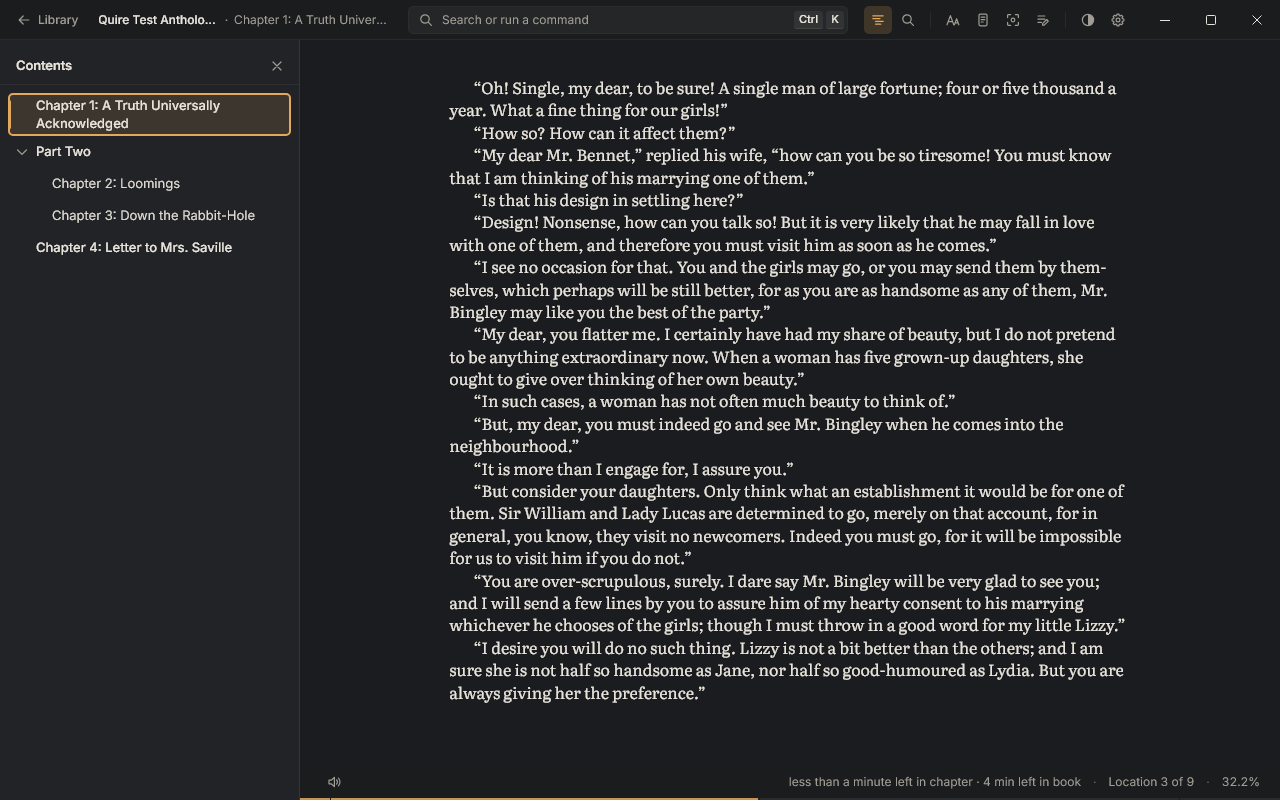 Library
Quire Test Antholo... · Chapter 1: A Truth Univer...
Search or run a command
Ctrl K
Contents
Chapter 1: A Truth Universally
Acknowledged
Part Two
Chapter 2: Loomings
Chapter 3: Down the Rabbit-Hole
Chapter 4: Letter to Mrs. Saville
“Oh! Single, my dear, to be sure! A single man of large fortune; four or five thousand a
year. What a fine thing for our girls!”
“How so? How can it affect them?”
“My dear Mr. Bennet,” replied his wife, “how can you be so tiresome! You must know
that I am thinking of his marrying one of them.”
“Is that his design in settling here?”
“Design! Nonsense, how can you talk so! But it is very likely that he may fall in love
with one of them, and therefore you must visit him as soon as he comes.”
“I see no occasion for that. You and the girls may go, or you may send them by them-
selves, which perhaps will be still better, for as you are as handsome as any of them, Mr.
Bingley may like you the best of the party.”
“My dear, you flatter me. I certainly have had my share of beauty, but I do not pretend
to be anything extraordinary now. When a woman has five grown-up daughters, she
ought to give over thinking of her own beauty.”
“In such cases, a woman has not often much beauty to think of.”
“But, my dear, you must indeed go and see Mr. Bingley when he comes into the
neighbourhood.”
“It is more than I engage for, I assure you.”
“But consider your daughters. Only think what an establishment it would be for one of
them. Sir William and Lady Lucas are determined to go, merely on that account, for in
general, you know, they visit no newcomers. Indeed you must go, for it will be impossible
for us to visit him if you do not.”
“You are over-scrupulous, surely. I dare say Mr. Bingley will be very glad to see you;
and I will send a few lines by you to assure him of my hearty consent to his marrying
whichever he chooses of the girls; though I must throw in a good word for my little Lizzy.”
“I desire you will do no such thing. Lizzy is not a bit better than the others; and I am
sure she is not half so handsome as Jane, nor half so good-humoured as Lydia. But you are
always giving her the preference.”
less than a minute left in chapter · 4 min left in book · Location 3 of 9 · 32.2%